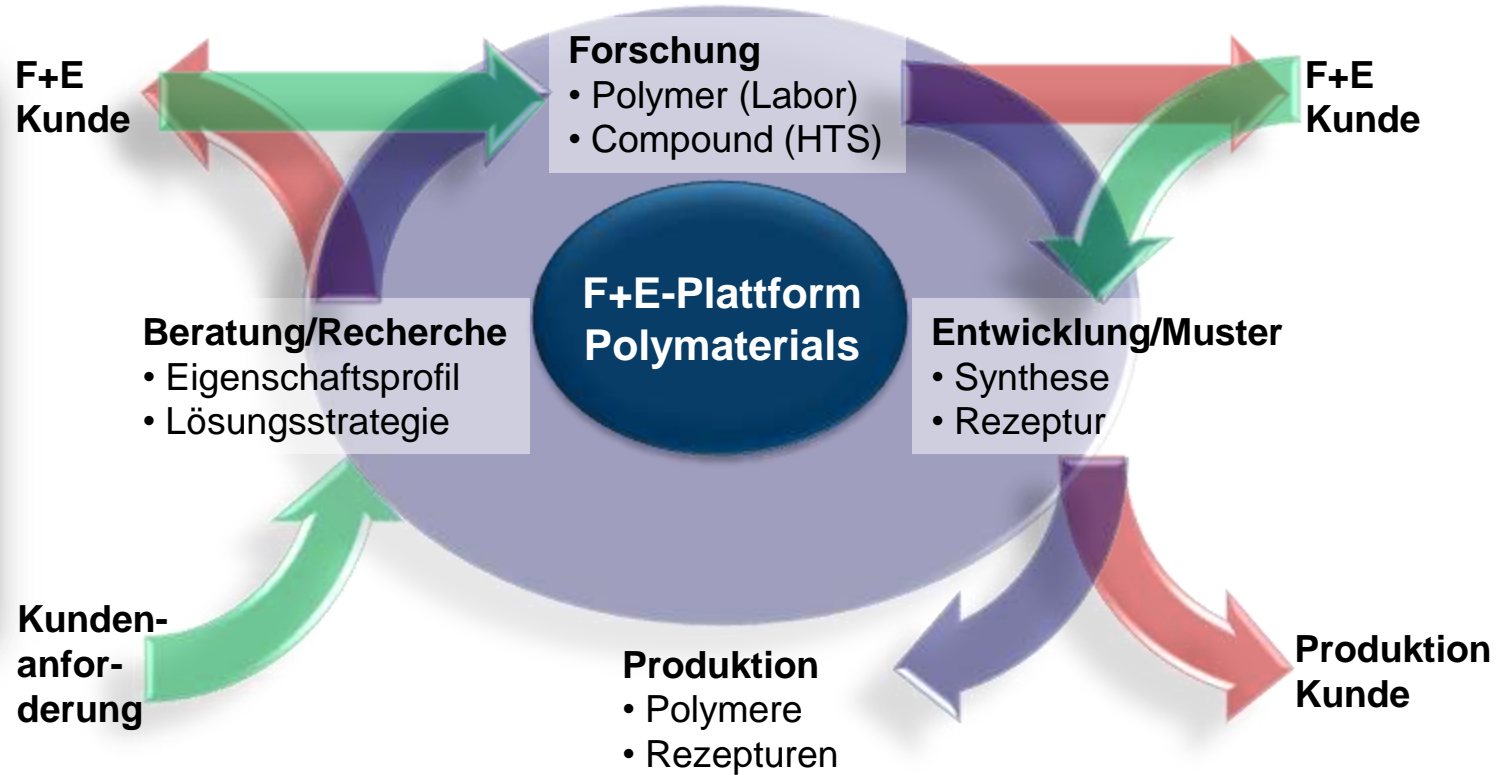 F+E
Kunde
Forschung
• Polymer (Labor)
• Compound (HTS)
F+E
Kunde
F+E-Plattform
Polymaterials
Beratung/Recherche
• Eigenschaftsprofil
• Lösungsstrategie
Entwicklung/Muster
• Synthese
• Rezeptur
Kunden-
anfor-
derung
Produktion
• Polymere
• Rezepturen
Produktion
Kunde